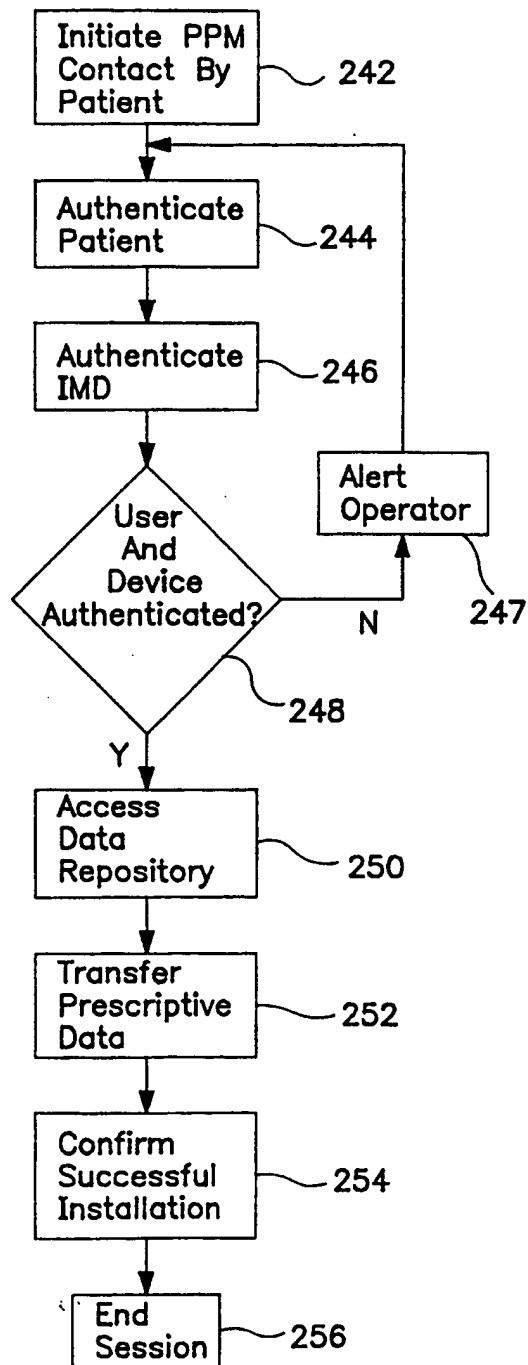 Initiate PPM
Contact By
Patient
242
Authenticate
Patient
244
Authenticate
IMD
246
Alert
Operator
247
User
And
Device
Authenticated?
N
248
Y
Access
Data
Repository
250
Transfer
Prescriptive
Data
252
Confirm
Successful
Installation
254
End
Session
256